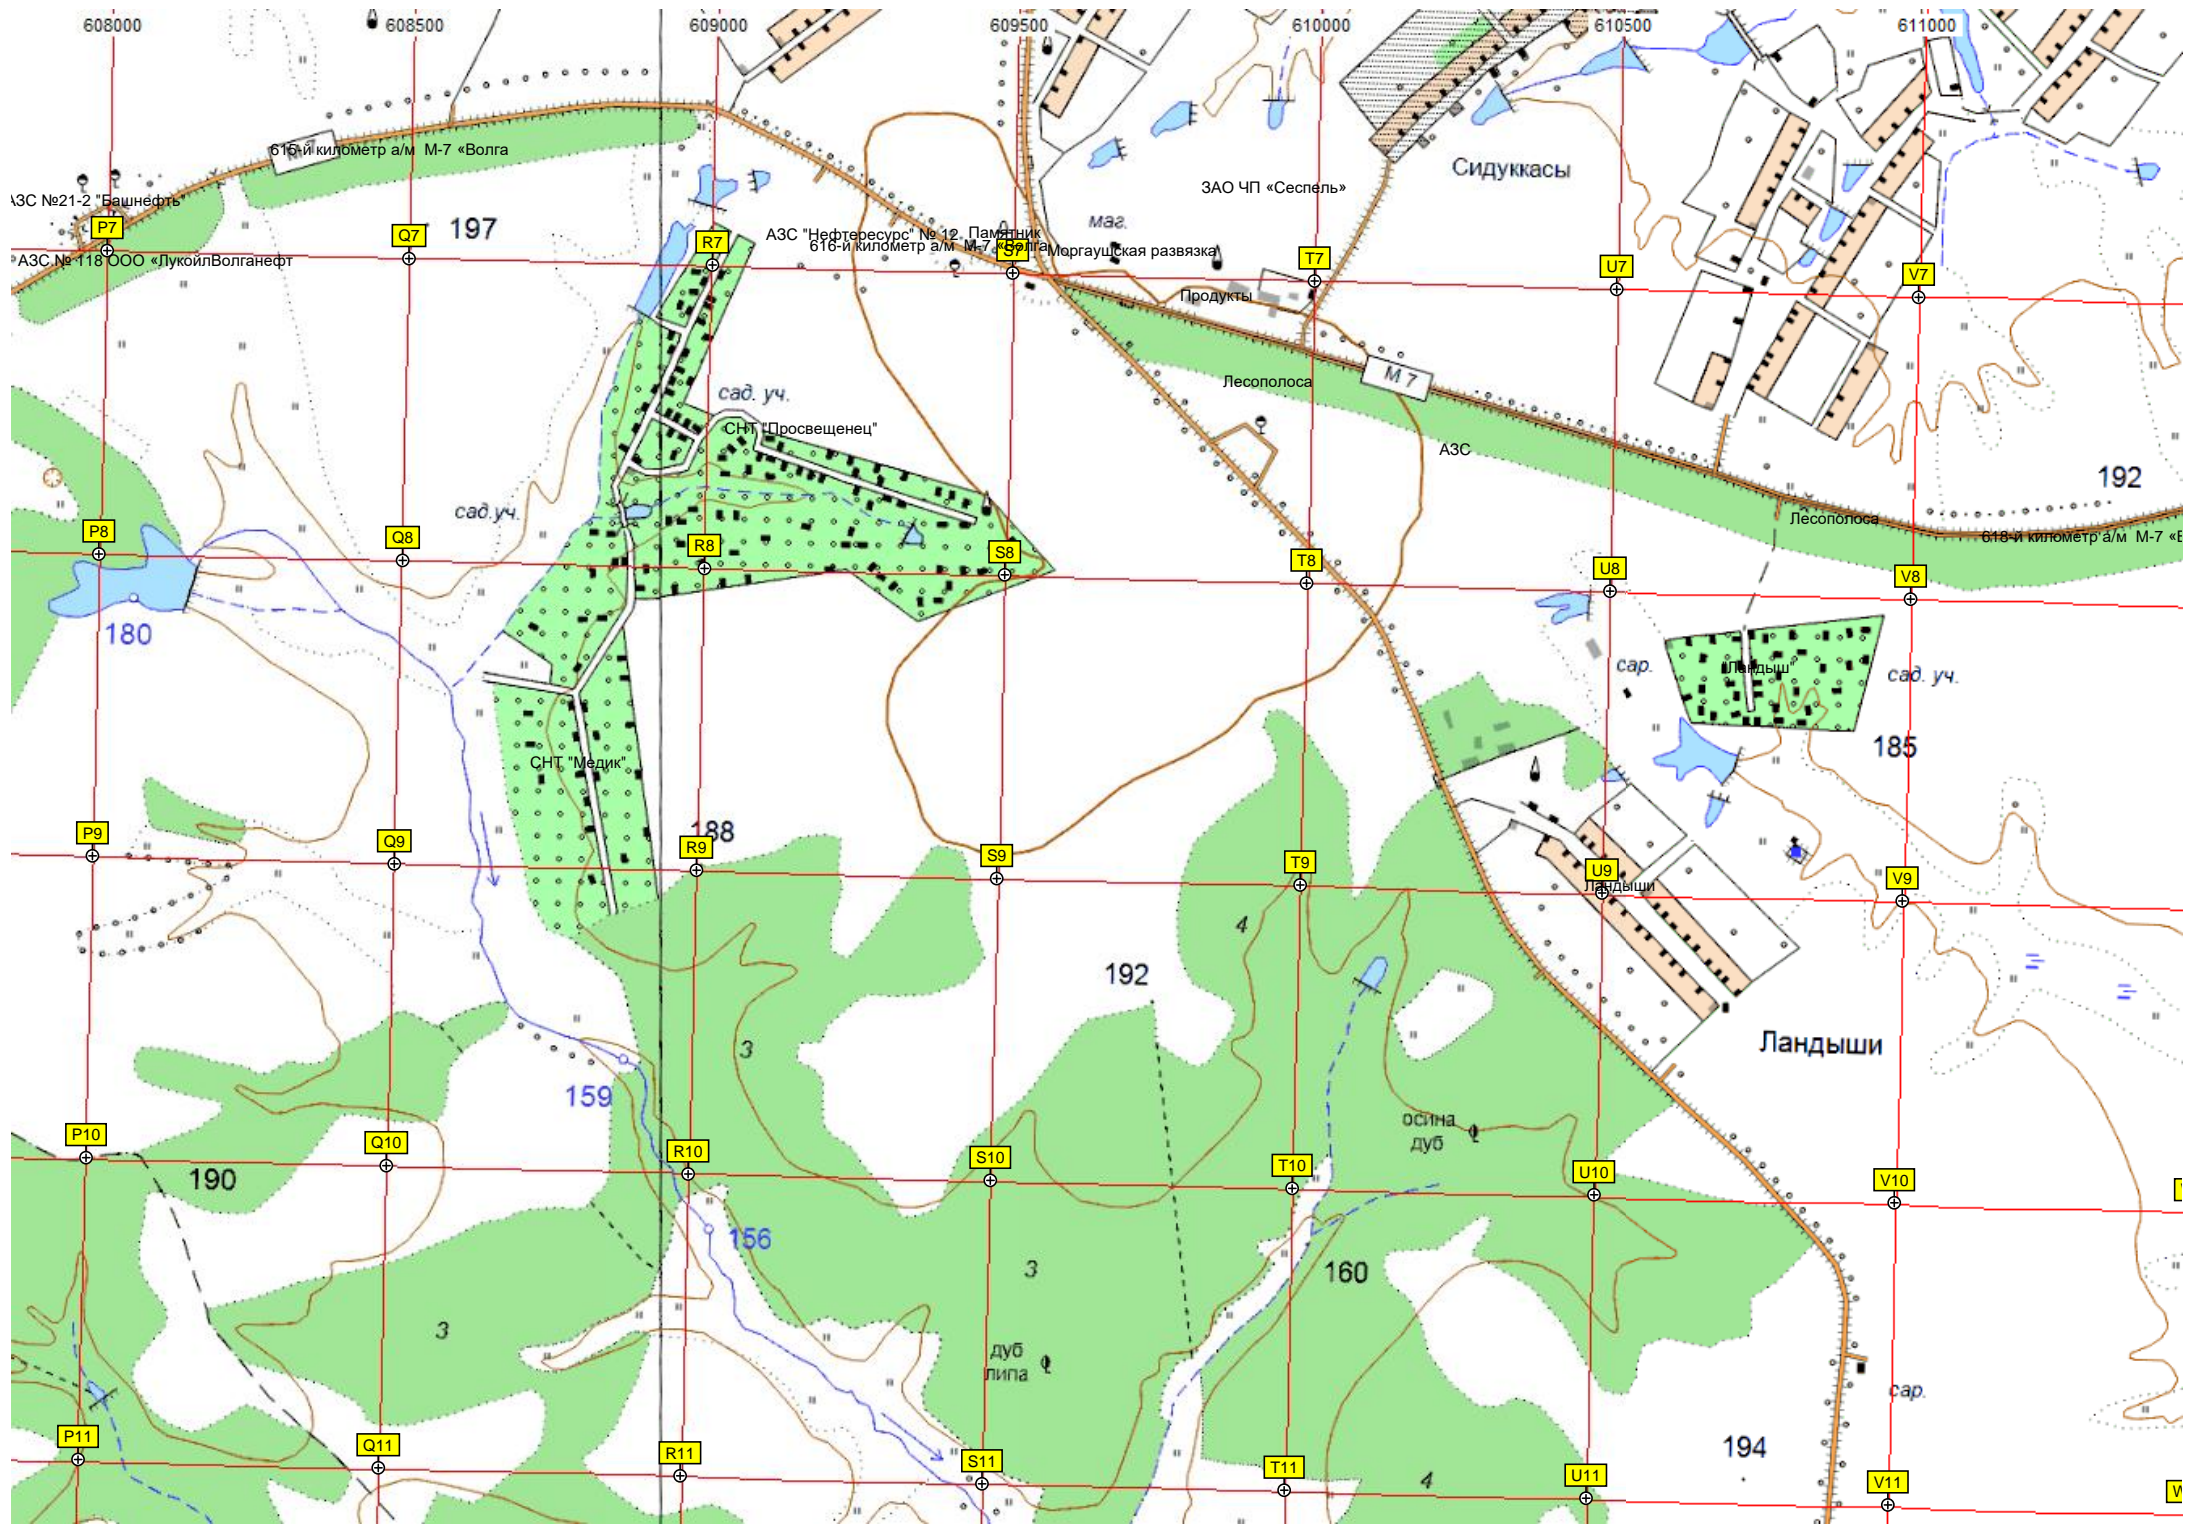 608000 608500 609000 609500 610000 610500 611000
615-й километр а/м М-7 «Волга
Сидуккасы
ЗАО ЧП «Сеспель»
АЗС №21-2 "Башнефть"
маг.
P7 Q7 197 R7
АЗС "Нефтересурс" № 12 Памятник
616-й километр а/м М-7 «Волга
S7 Моргаушская развязка
T7 U7 V7
АЗС № 118 ООО «ЛукойлВолганефт
Продукты
М 7
Лесополоса
сад. уч.
СНТ "Просвещенец"
АЗС
192
сад.уч.
Лесополоса
618-й километр а/м М-7 «В
P8 Q8 R8 S8 T8 U8 V8
180
сар.
"Ландыш"
сад. уч.
185
СНТ "Медик"
188
P9 Q9 R9 S9 T9 U9 V9
Ландыши
4
192
3
Ландыши
159
осина
дуб
P10 Q10 R10 S10 T10 U10 V10
190
156
3
160
3
дуб
липа
сар.
P11 Q11 R11 S11 T11 U11 V11
194
4